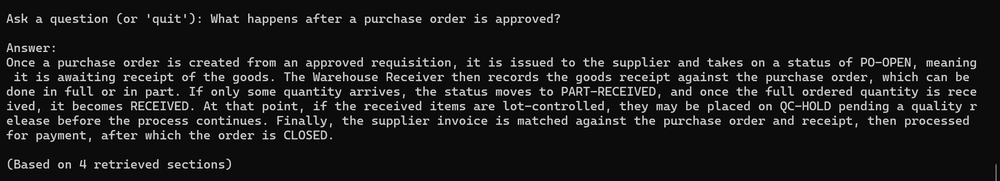 Ask a question (or 'quit'): What happens after a purchase order is approved?
Answer:
Once a purchase order is created from an approved requisition, it is issued to the supplier and takes on a status of PO-OPEN, meaning
it is awaiting receipt of the goods. The Warehouse Receiver then records the goods receipt against the purchase order, which can be
done in full or in part. If only some quantity arrives, the status moves to PART-RECEIVED, and once the full ordered quantity is rece
ived, it becomes RECEIVED. At that point, if the received items are lot-controlled, they may be placed on QC-HOLD pending a quality r
elease before the process continues. Finally, the supplier invoice is matched against the purchase order and receipt, then processed
for payment, after which the order is CLOSED.
(Based on 4 retrieved sections)